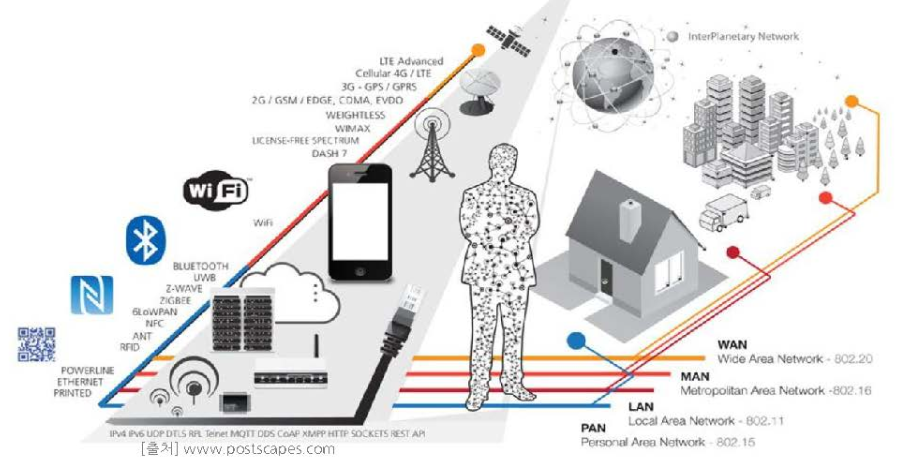 InterPlanetary Network
LTE Advanced
Cellular 4G / LTE
3G - GPS / GPRS
2G / GSM / EDGE, CDMA, EVDO
WEIGHTLESS
WIMAX
LICENSE-FREE SPECTRUM
DASH 7
WiFi
WiFi
BLUETOOTH
UWB
Z-WAVE
ZIGBEE
6LoWPAN
NFC
ANT
RFID
POWERLINE
ETHERNET
PRINTED
WAN
Wide Area Network - 802.20
MAN
Metropolitan Area Network -802.16
LAN
Local Area Network - 802.11
PAN
Personal Area Network - 802.15
IPv4 IPv6 UDP DTLS RPL Telnet MQTT DDS CoAP XMPP HTTP SOCKETS REST API
[출처] www.postscapes.com